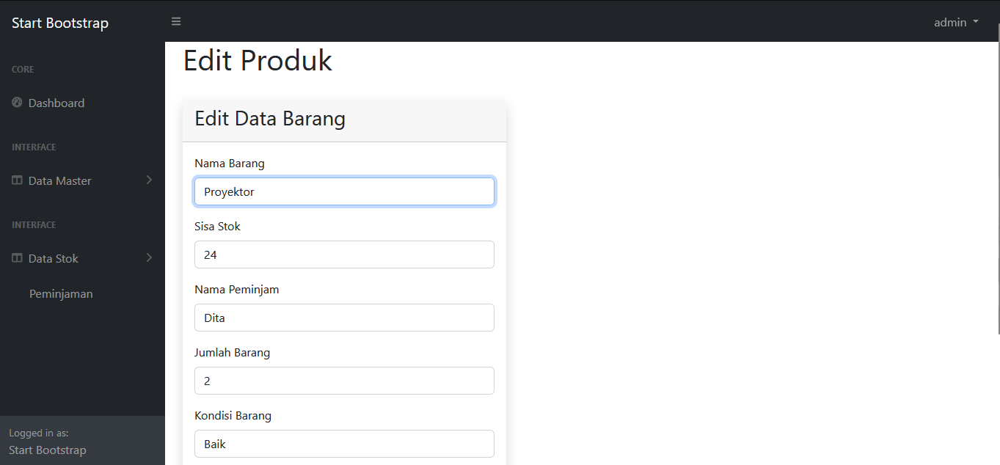 Start Bootstrap
admin
CORE
Dashboard
INTERFACE
Data Master
INTERFACE
Data Stok
Peminjaman
Logged in as:
Start Bootstrap
Edit Produk
Edit Data Barang
Nama Barang
Proyektor
Sisa Stok
24
Nama Peminjam
Dita
Jumlah Barang
2
Kondisi Barang
Baik